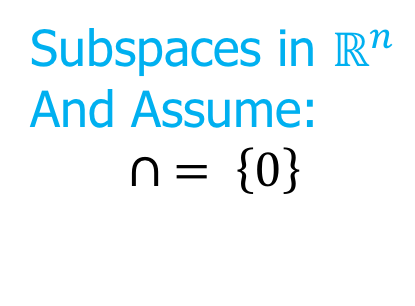 Subspaces in ℝⁿ
And Assume:
∩ = {0}